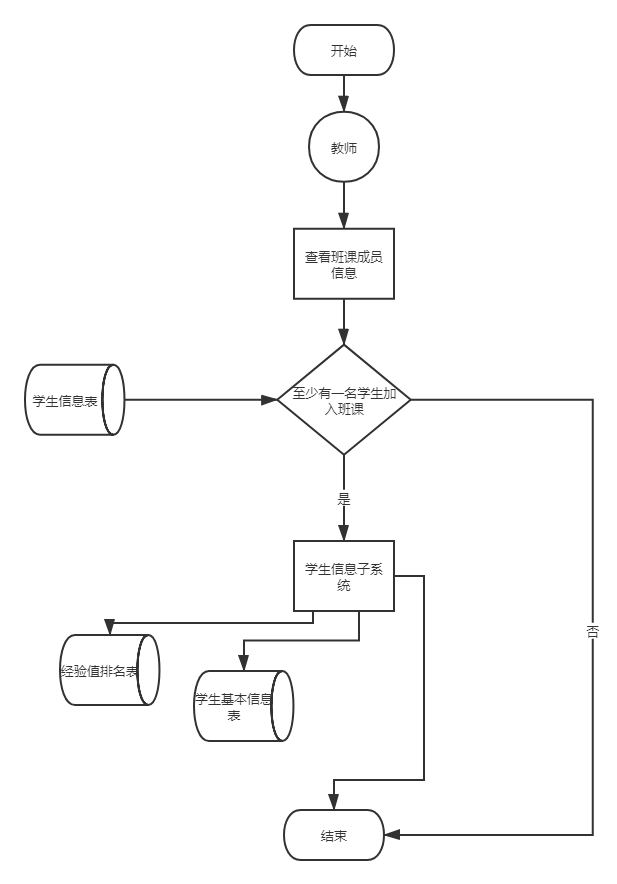 开始
教师
查看班课成员
信息
学生信息表
至少有一名学生加
入班课
是
学生信息子系
统
否
经验值排名表
学生基本信息
表
结束